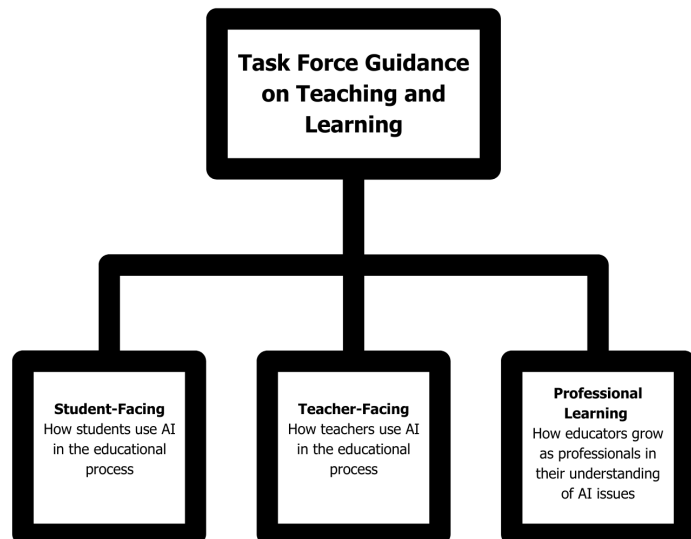 Task Force Guidance
on Teaching and
Learning
Student-Facing
How students use AI
in the educational
process
Teacher-Facing
How teachers use AI
in the educational
process
Professional
Learning
How educators grow
as professionals in
their understanding
of AI issues